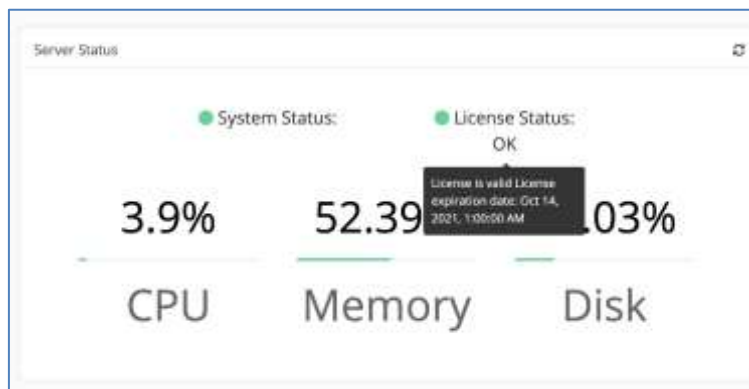 Server Status
System Status:
License Status:
OK
License is valid License
expiration date: Oct 14,
2021, 1:00:00 AM
3.9%
52.39
.03%
CPU
Memory
Disk